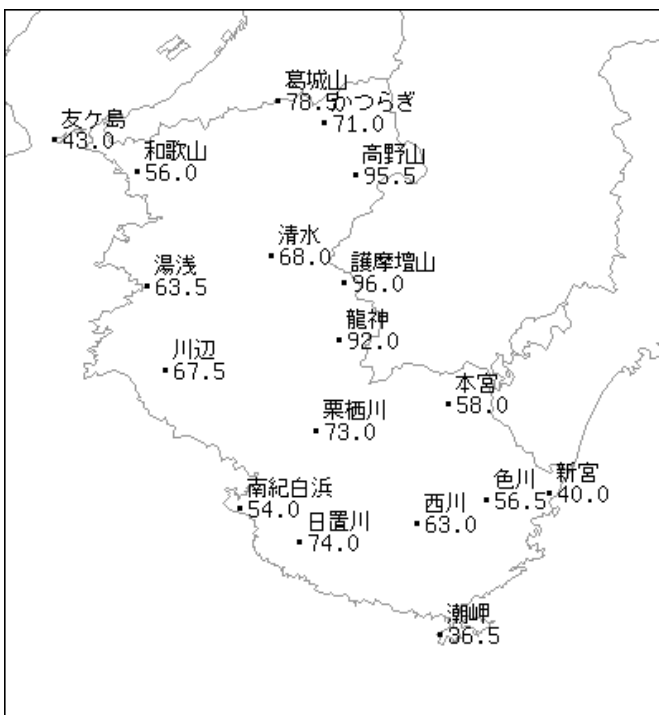 葛城山
78.5
かつらぎ
71.0
友ケ島
43.0
和歌山
56.0
高野山
95.5
清水
68.0
湯浅
63.5
護摩壇山
96.0
龍神
92.0
川辺
67.5
本宮
58.0
栗栖川
73.0
南紀白浜
54.0
日置川
74.0
西川
63.0
色川
56.5
新宮
40.0
潮岬
36.5